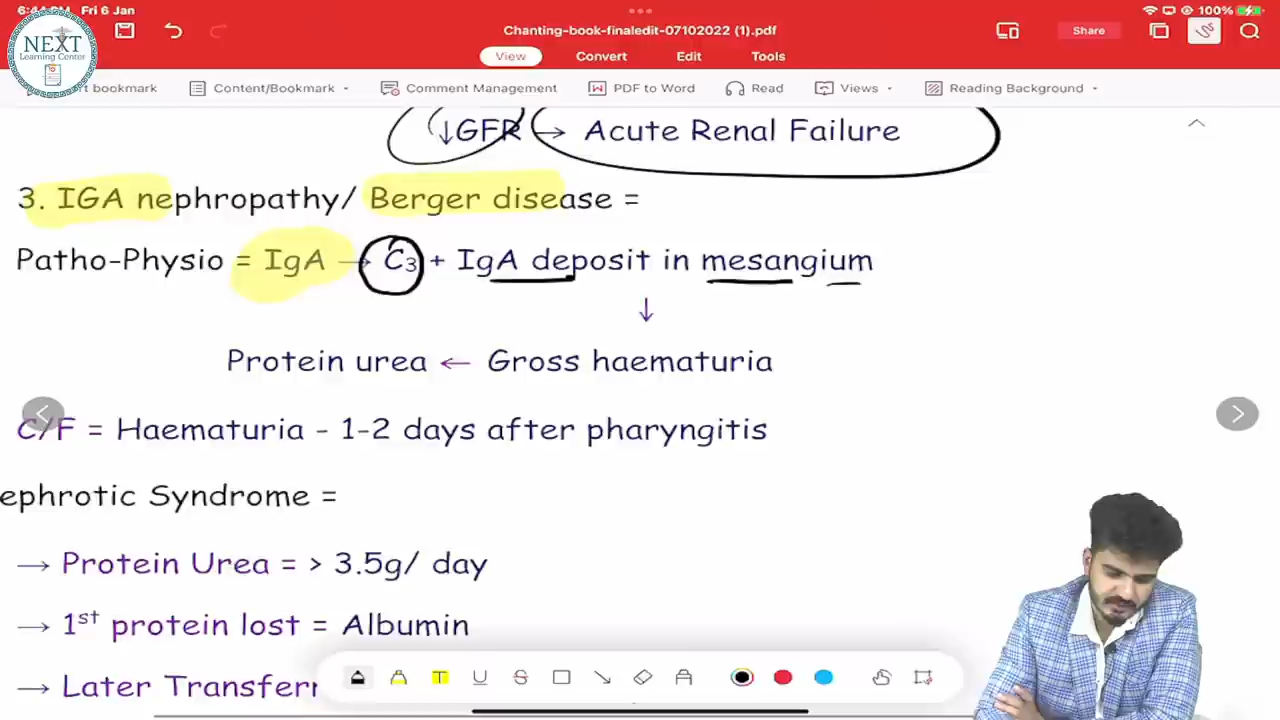 6:44 PM Fri 6 Jan
100%
NEXT
Learning Center
Chanting-book-finaledit-07102022 (1).pdf
Share
View
Convert
Edit
Tools
bookmark
Content/Bookmark
Comment Management
PDF to Word
Read
Views
Reading Background
↓GFR → Acute Renal Failure
3. IGA nephropathy/ Berger disease =
Patho-Physio = IgA → C3 + IgA deposit in mesangium
↓
Protein urea ← Gross haematuria
C/F = Haematuria - 1-2 days after pharyngitis
ephrotic Syndrome =
→ Protein Urea = > 3.5g/ day
→ 1st protein lost = Albumin
→ Later Transferr